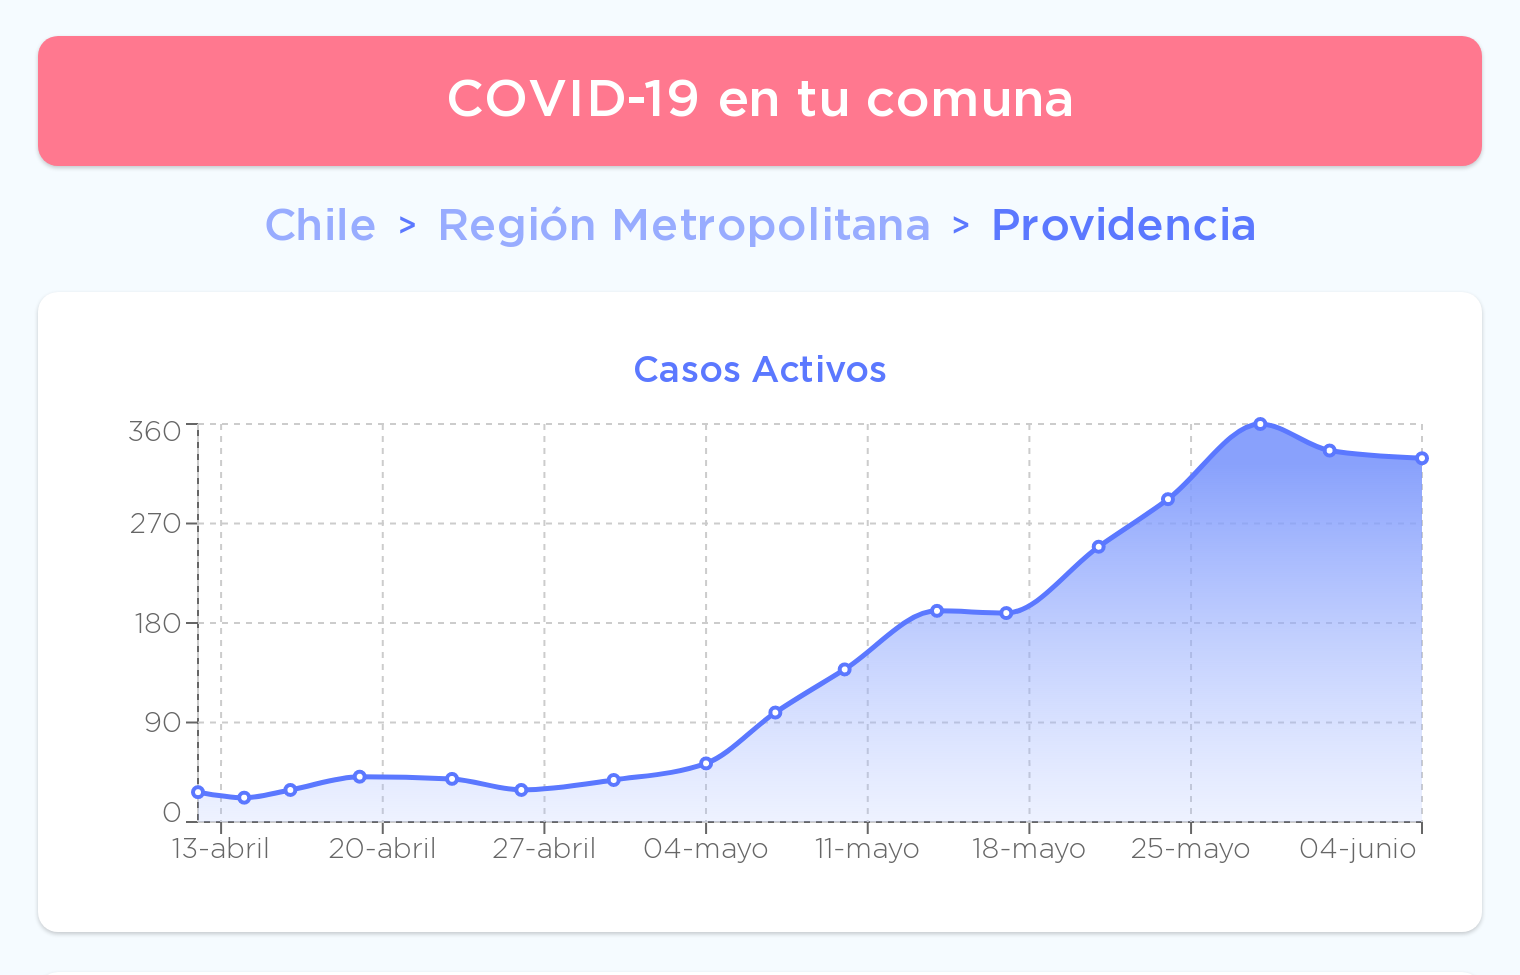 COVID-19 en tu comuna
Chile > Región Metropolitana > Providencia
Casos Activos
360
270
180
90
0
13-abril 20-abril 27-abril 04-mayo 11-mayo 18-mayo 25-mayo 04-junio